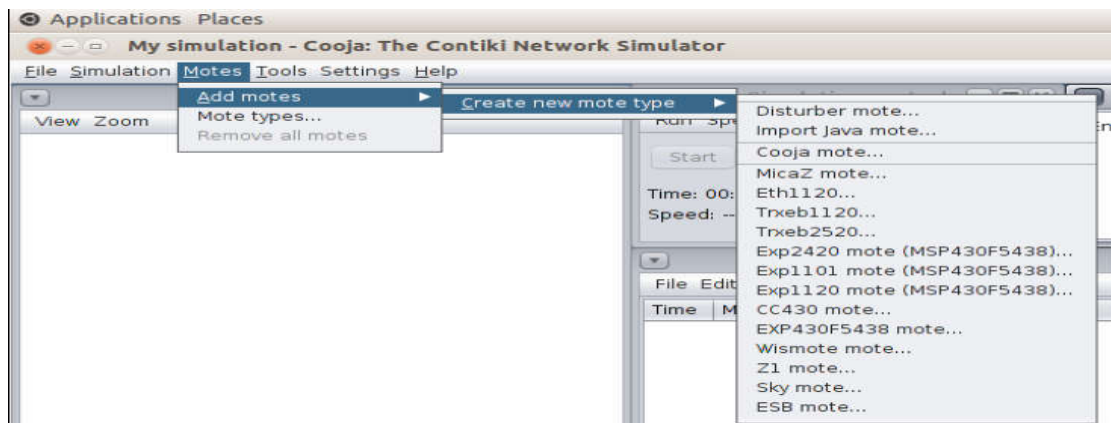 Applications Places
My simulation - Cooja: The Contiki Network Simulator
File Simulation Motes Tools Settings Help
View Zoom
Add motes
Mote types...
Remove all motes
Create new mote type
Disturber mote...
Import Java mote...
Cooja mote...
MicaZ mote...
Eth1120...
Trxeb1120...
Trxeb2520...
Exp2420 mote (MSP430F5438)...
Exp1101 mote (MSP430F5438)...
Exp1120 mote (MSP430F5438)...
CC430 mote...
EXP430F5438 mote...
Wismote mote...
Z1 mote...
Sky mote...
ESB mote...
Run
Start
Time: 00:
Speed: --
File Edit
Time